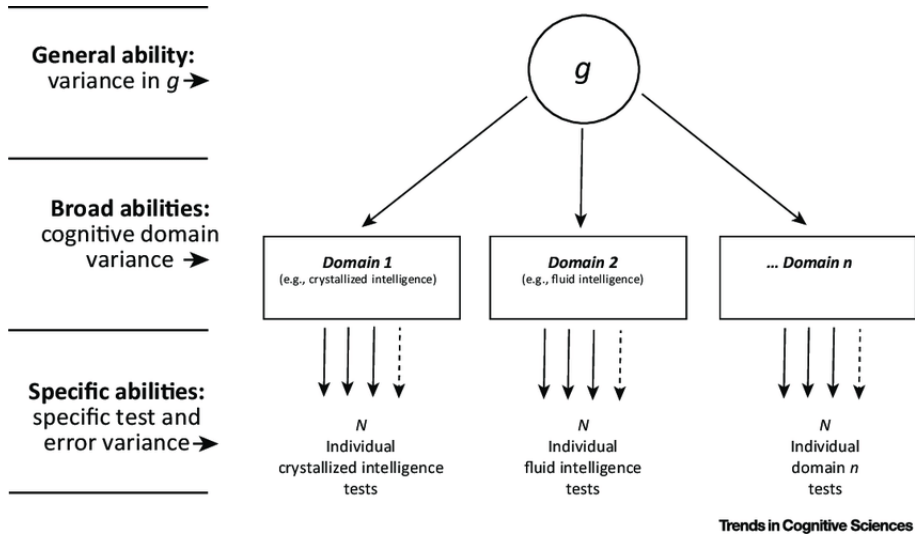 General ability:
variance in g
g
Broad abilities:
cognitive domain
variance
Domain 1
(e.g., crystallized intelligence)
Domain 2
(e.g., fluid intelligence)
... Domain n
Specific abilities:
specific test and
error variance
N
Individual
crystallized intelligence
tests
N
Individual
fluid intelligence
tests
N
Individual
domain n
tests
Trends in Cognitive Sciences